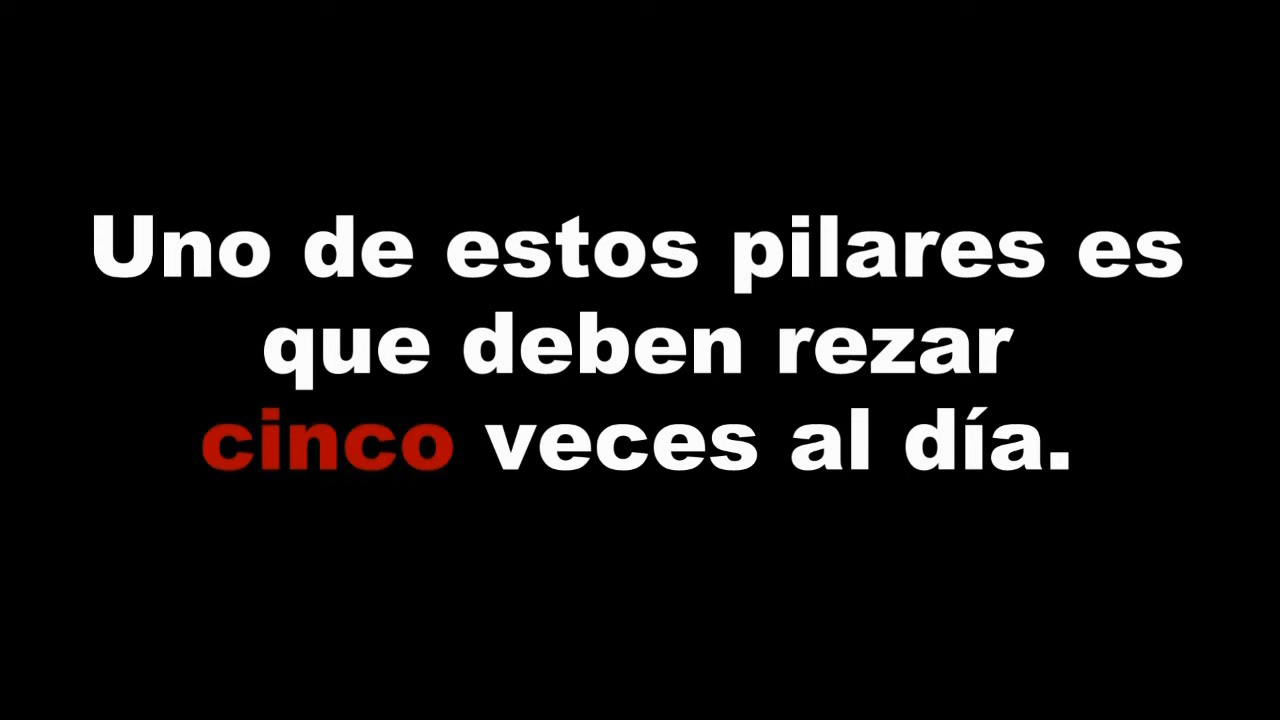 Uno de estos pilares es
que deben rezar
cinco veces al día.